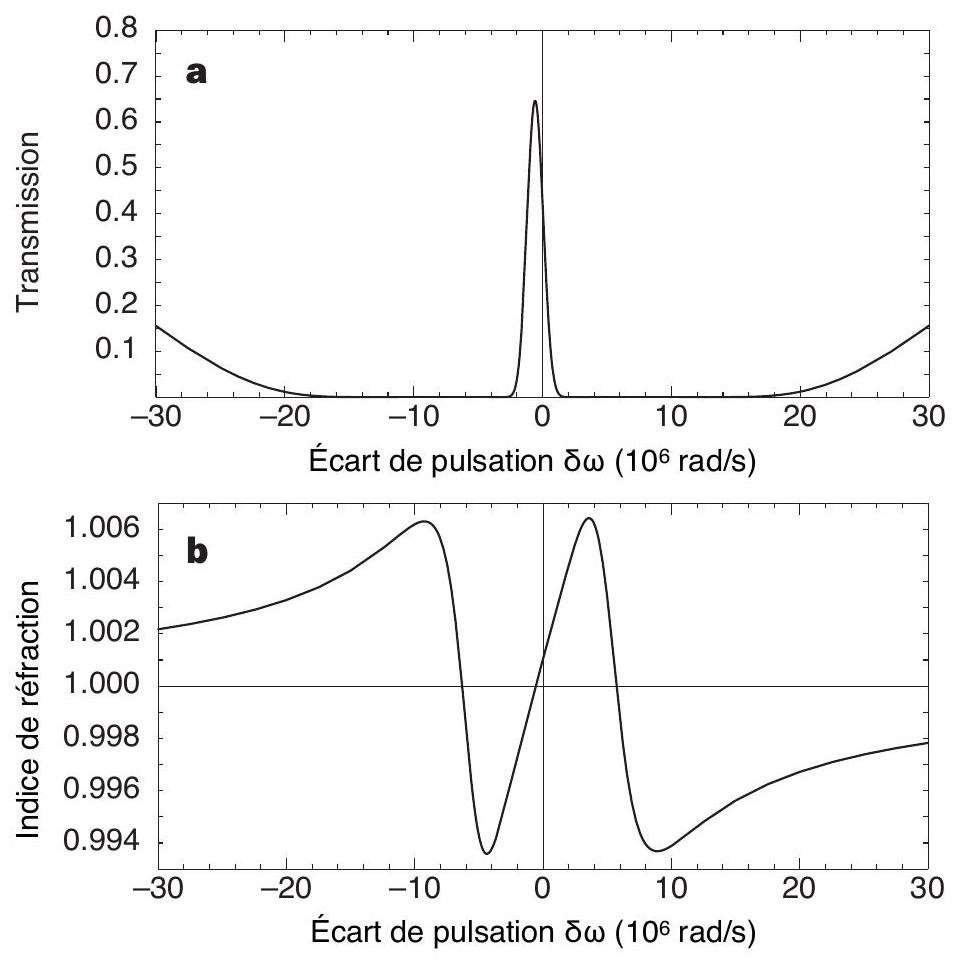 0.8
0.7
0.6
0.5
0.4
0.3
0.2
0.1
Transmission
a
−30 −20 −10 0 10 20 30
Écart de pulsation δω (10⁶ rad/s)
1.006
1.004
1.002
1.000
0.998
0.996
0.994
Indice de réfraction
b
−30 −20 −10 0 10 20 30
Écart de pulsation δω (10⁶ rad/s)